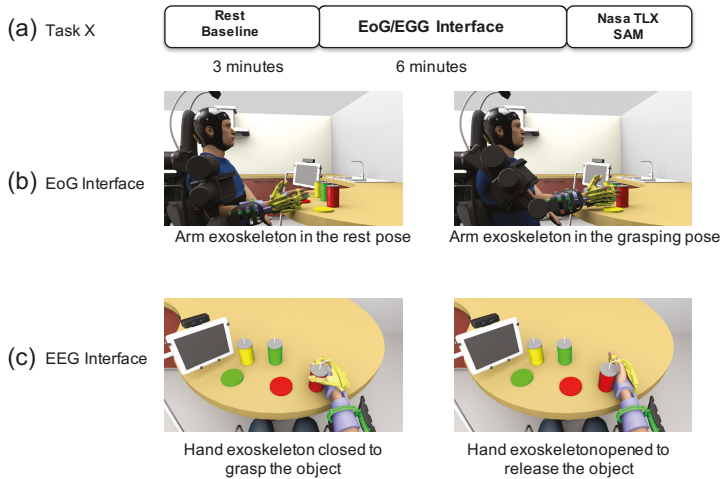 (a) Task X
Rest
Baseline
EoG/EGG Interface
Nasa TLX
SAM
3 minutes
6 minutes
(b) EoG Interface
Arm exoskeleton in the rest pose
Arm exoskeleton in the grasping pose
(c) EEG Interface
Hand exoskeleton closed to
grasp the object
Hand exoskeletonopened to
release the object